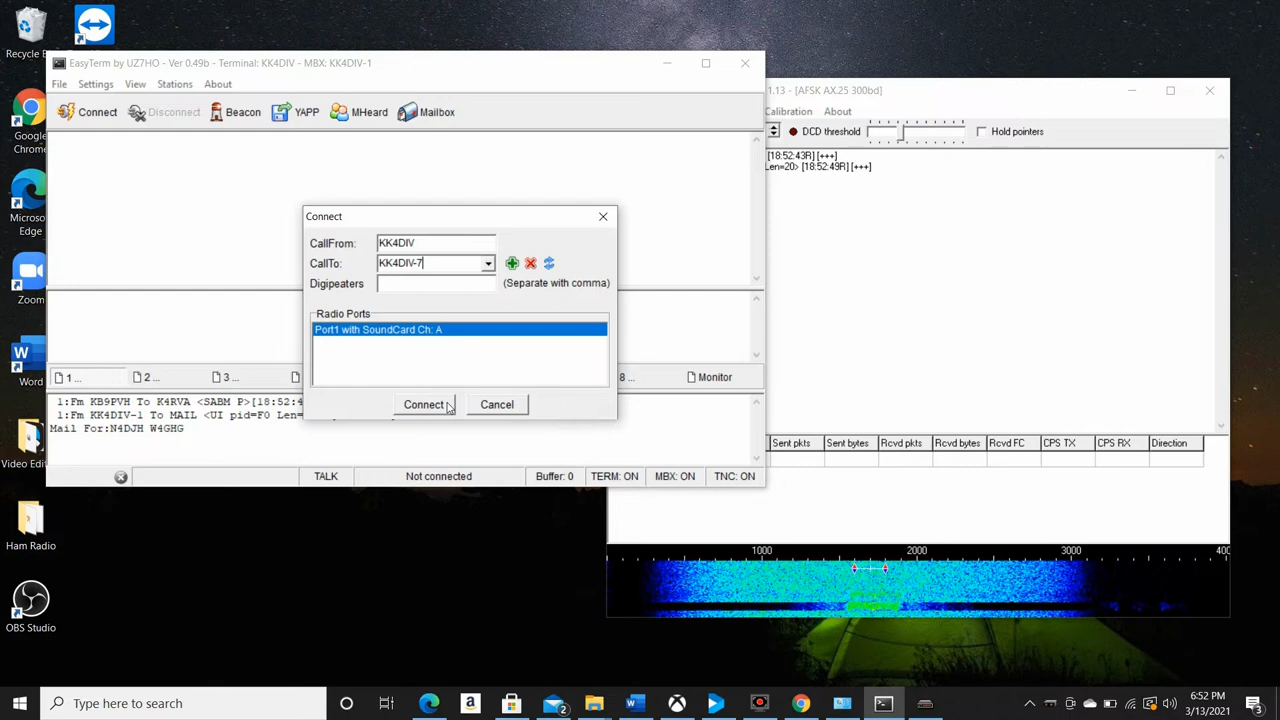 Recycle B
Google
Chrome
Microsof
Edge
Zoom
Word
Video Edit
Ham Radio
OBS Studio
EasyTerm by UZ7HO - Ver 0.49b - Terminal: KK4DIV - MBX: KK4DIV-1
File Settings View Stations About
Connect Disconnect Beacon YAPP MHeard Mailbox
1.13 - [AFSK AX.25 300bd]
Calibration About
DCD threshold Hold pointers
[18:52:43R] [+++]
Len=20> [18:52:49R] [+++]
Connect
CallFrom: KK4DIV
CallTo: KK4DIV-7
Digipeaters (Separate with comma)
Radio Ports
Port1 with SoundCard Ch: A
Connect Cancel
1 ... 2 ... 3 ... 8 ... Monitor
1:Fm KB9PVH To K4RVA <SABM P>[18:52:4
1:Fm KK4DIV-1 To MAIL <UI pid=F0 Len=
Mail For:N4DJH W4GHG
TALK Not connected Buffer: 0 TERM: ON MBX: ON TNC: ON
Sent pkts Sent bytes Rcvd pkts Rcvd bytes Rcvd FC CPS TX CPS RX Direction
1000 2000 3000 400
Type here to search
2
6:52 PM
3/13/2021
3